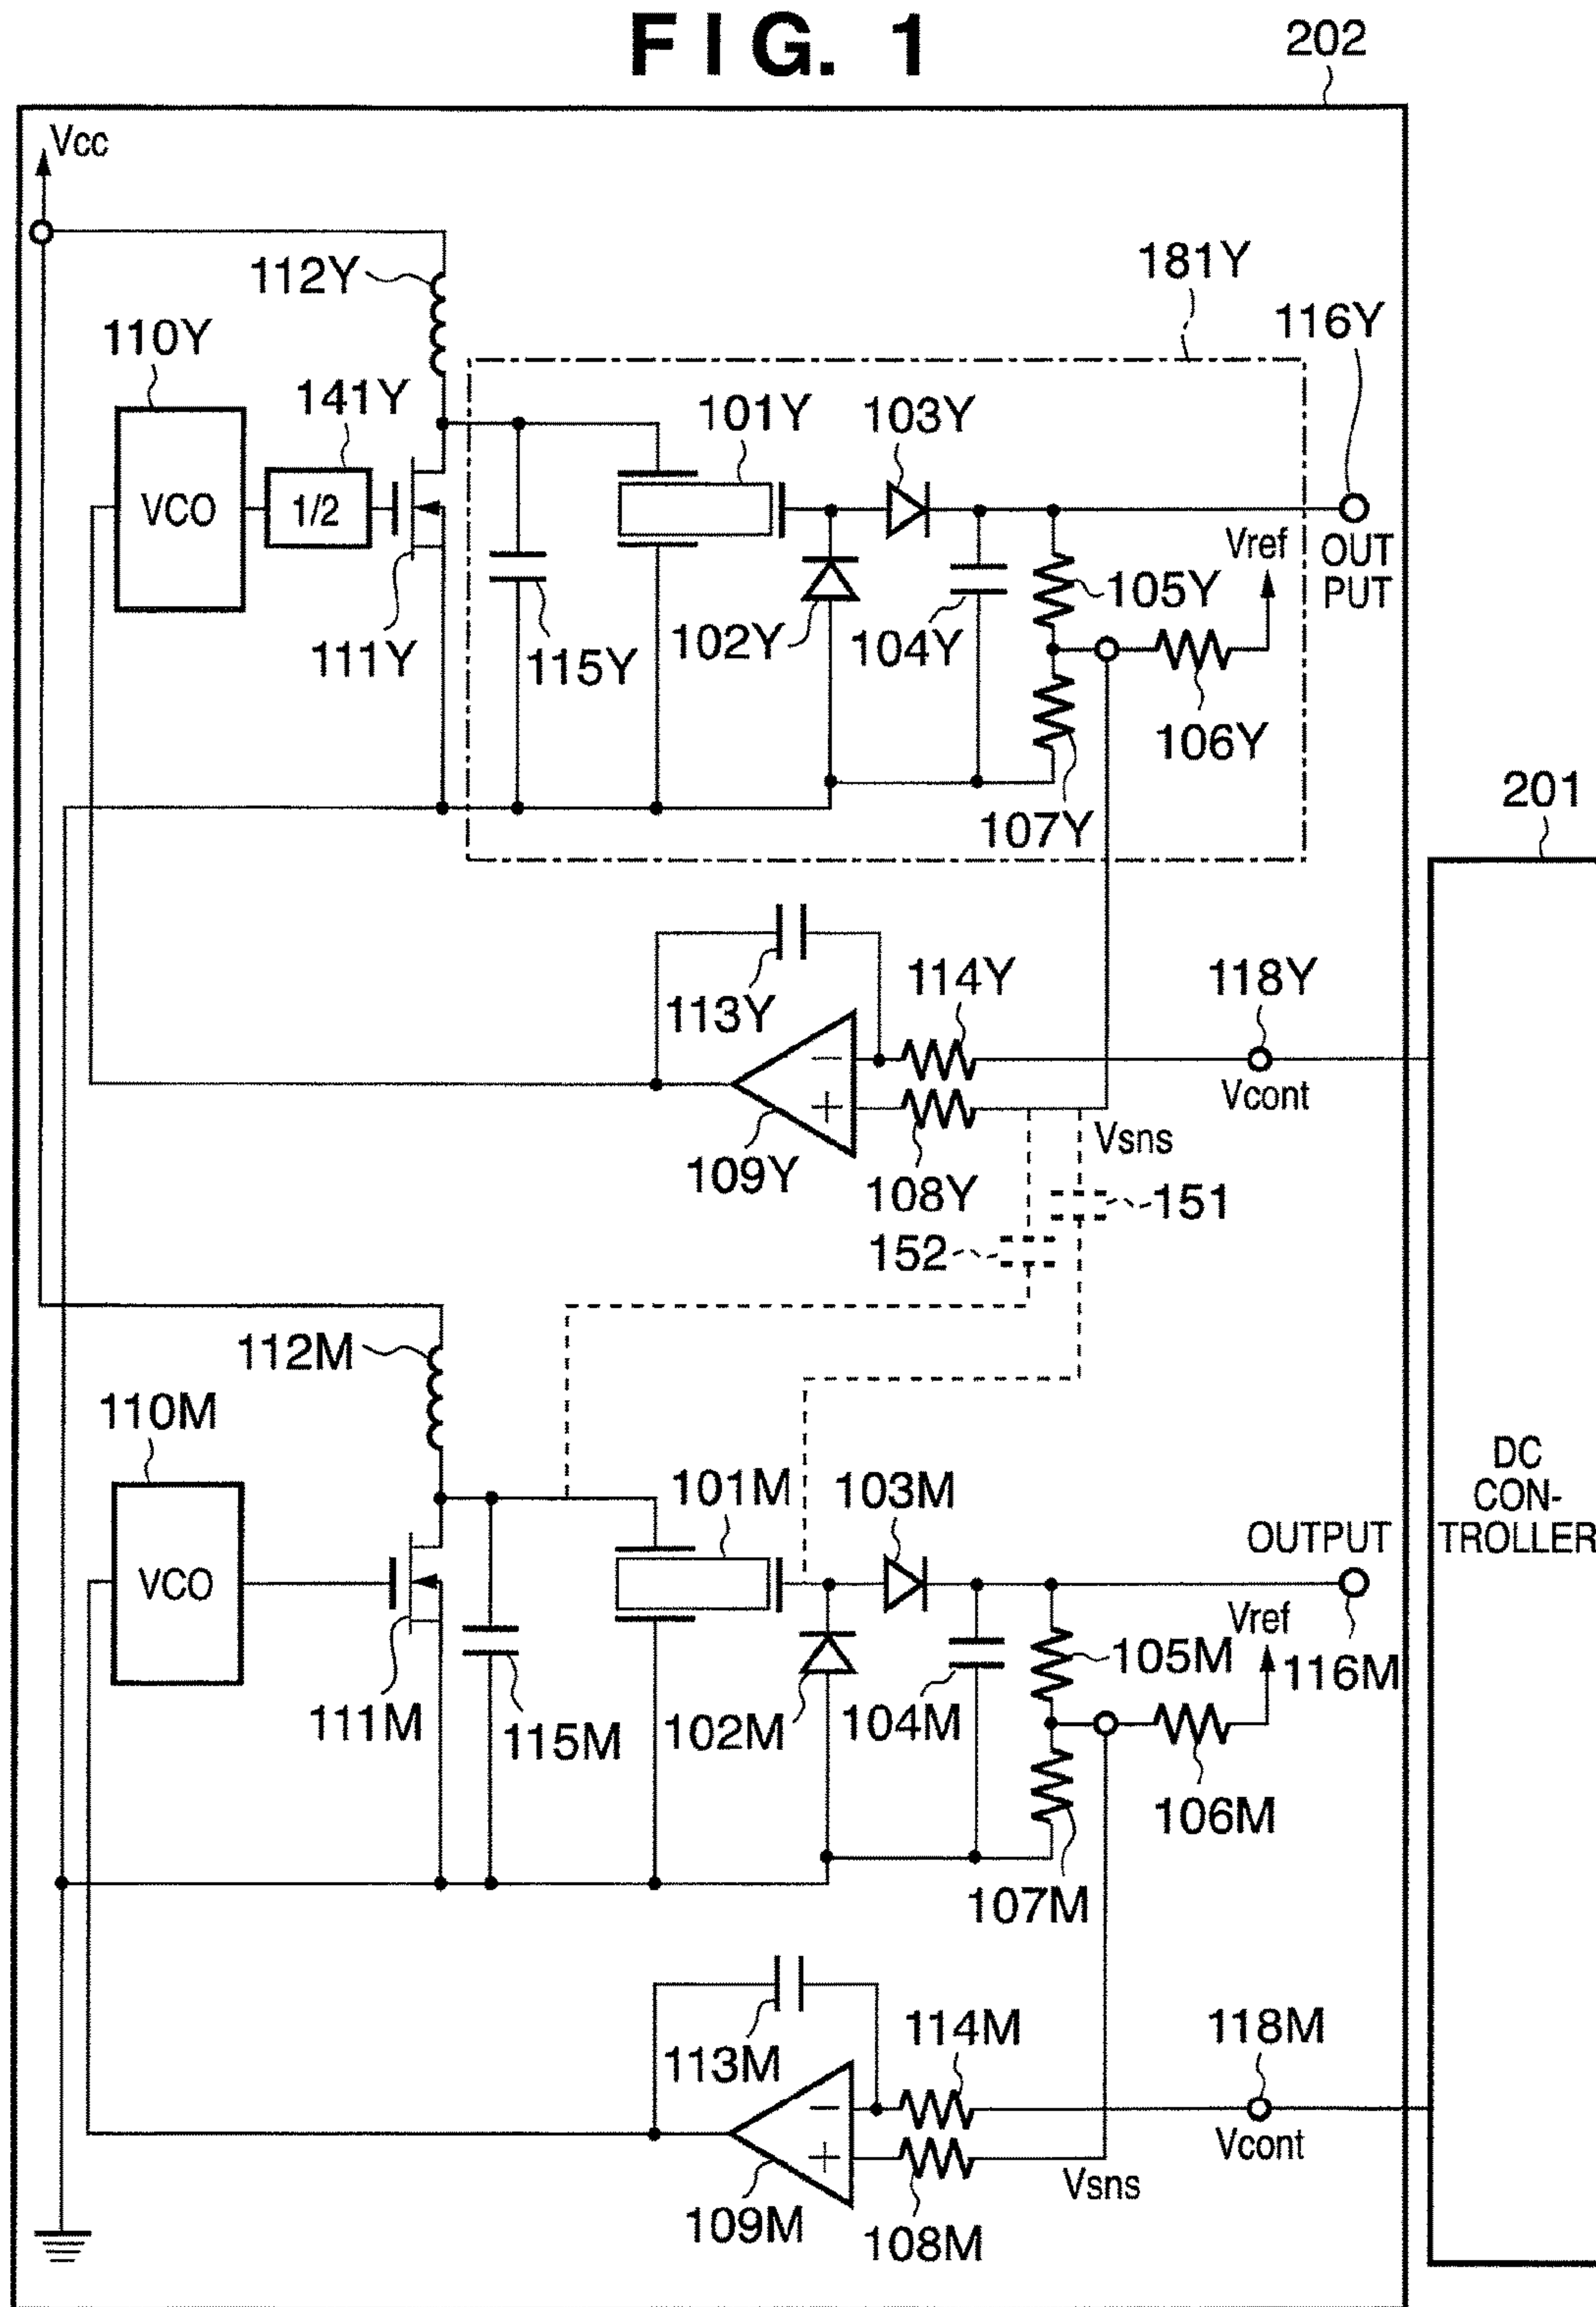 FIG. 1
202
Vcc
112Y
181Y
116Y
110Y
141Y
101Y
103Y
VCO
1/2
Vref
OUT
PUT
105Y
111Y
115Y
102Y
104Y
106Y
107Y
201
113Y
114Y
118Y
−
+
Vcont
Vsns
109Y
108Y
151
152
112M
110M
101M
103M
DC
CON-
TROLLER
OUTPUT
VCO
Vref
105M
116M
111M
115M
102M
104M
106M
107M
113M
114M
118M
−
+
Vcont
Vsns
109M
108M